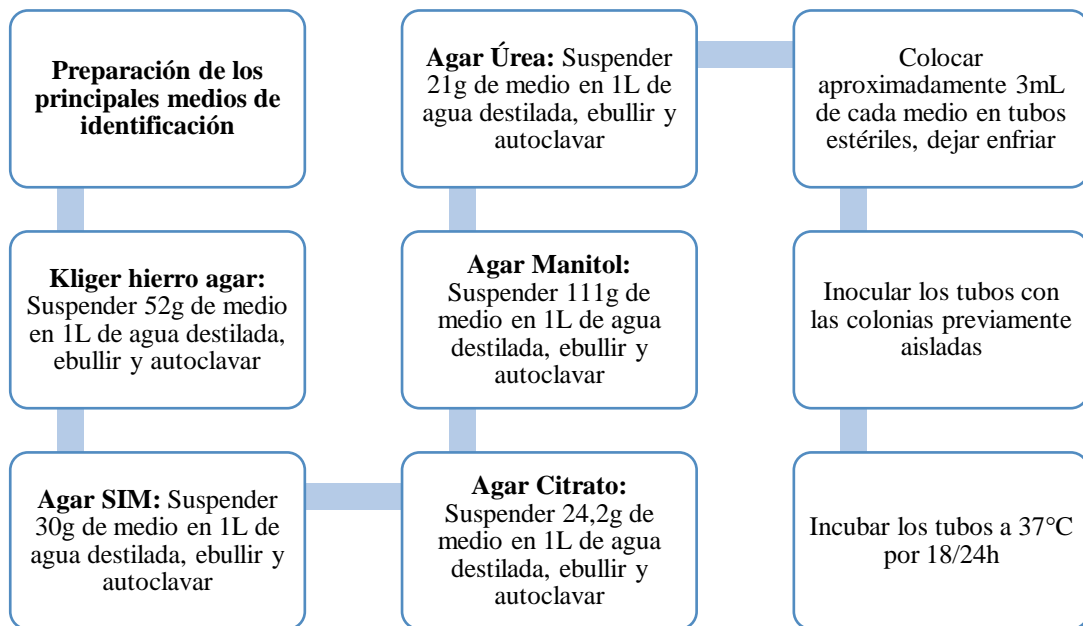 Preparación de los
principales medios de
identificación
Kliger hierro agar:
Suspender 52g de medio
en 1L de agua destilada,
ebullir y autoclavar
Agar SIM: Suspender
30g de medio en 1L de
agua destilada, ebullir y
autoclavar
Agar Citrato:
Suspender 24,2g de
medio en 1L de agua
destilada, ebullir y
autoclavar
Agar Manitol:
Suspender 111g de
medio en 1L de agua
destilada, ebullir y
autoclavar
Agar Úrea: Suspender
21g de medio en 1L de
agua destilada, ebullir y
autoclavar
Colocar
aproximadamente 3mL
de cada medio en tubos
estériles, dejar enfriar
Inocular los tubos con
las colonias previamente
aisladas
Incubar los tubos a 37°C
por 18/24h